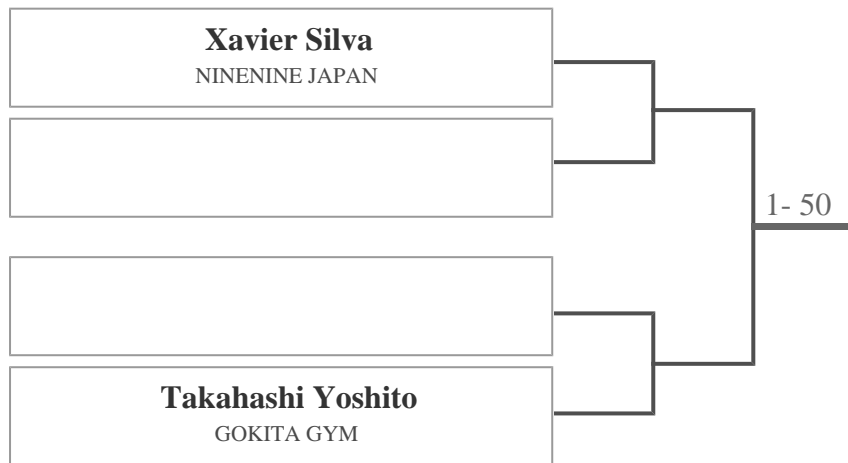 Xavier Silva
NINENINE JAPAN
1- 50
Takahashi Yoshito
GOKITA GYM